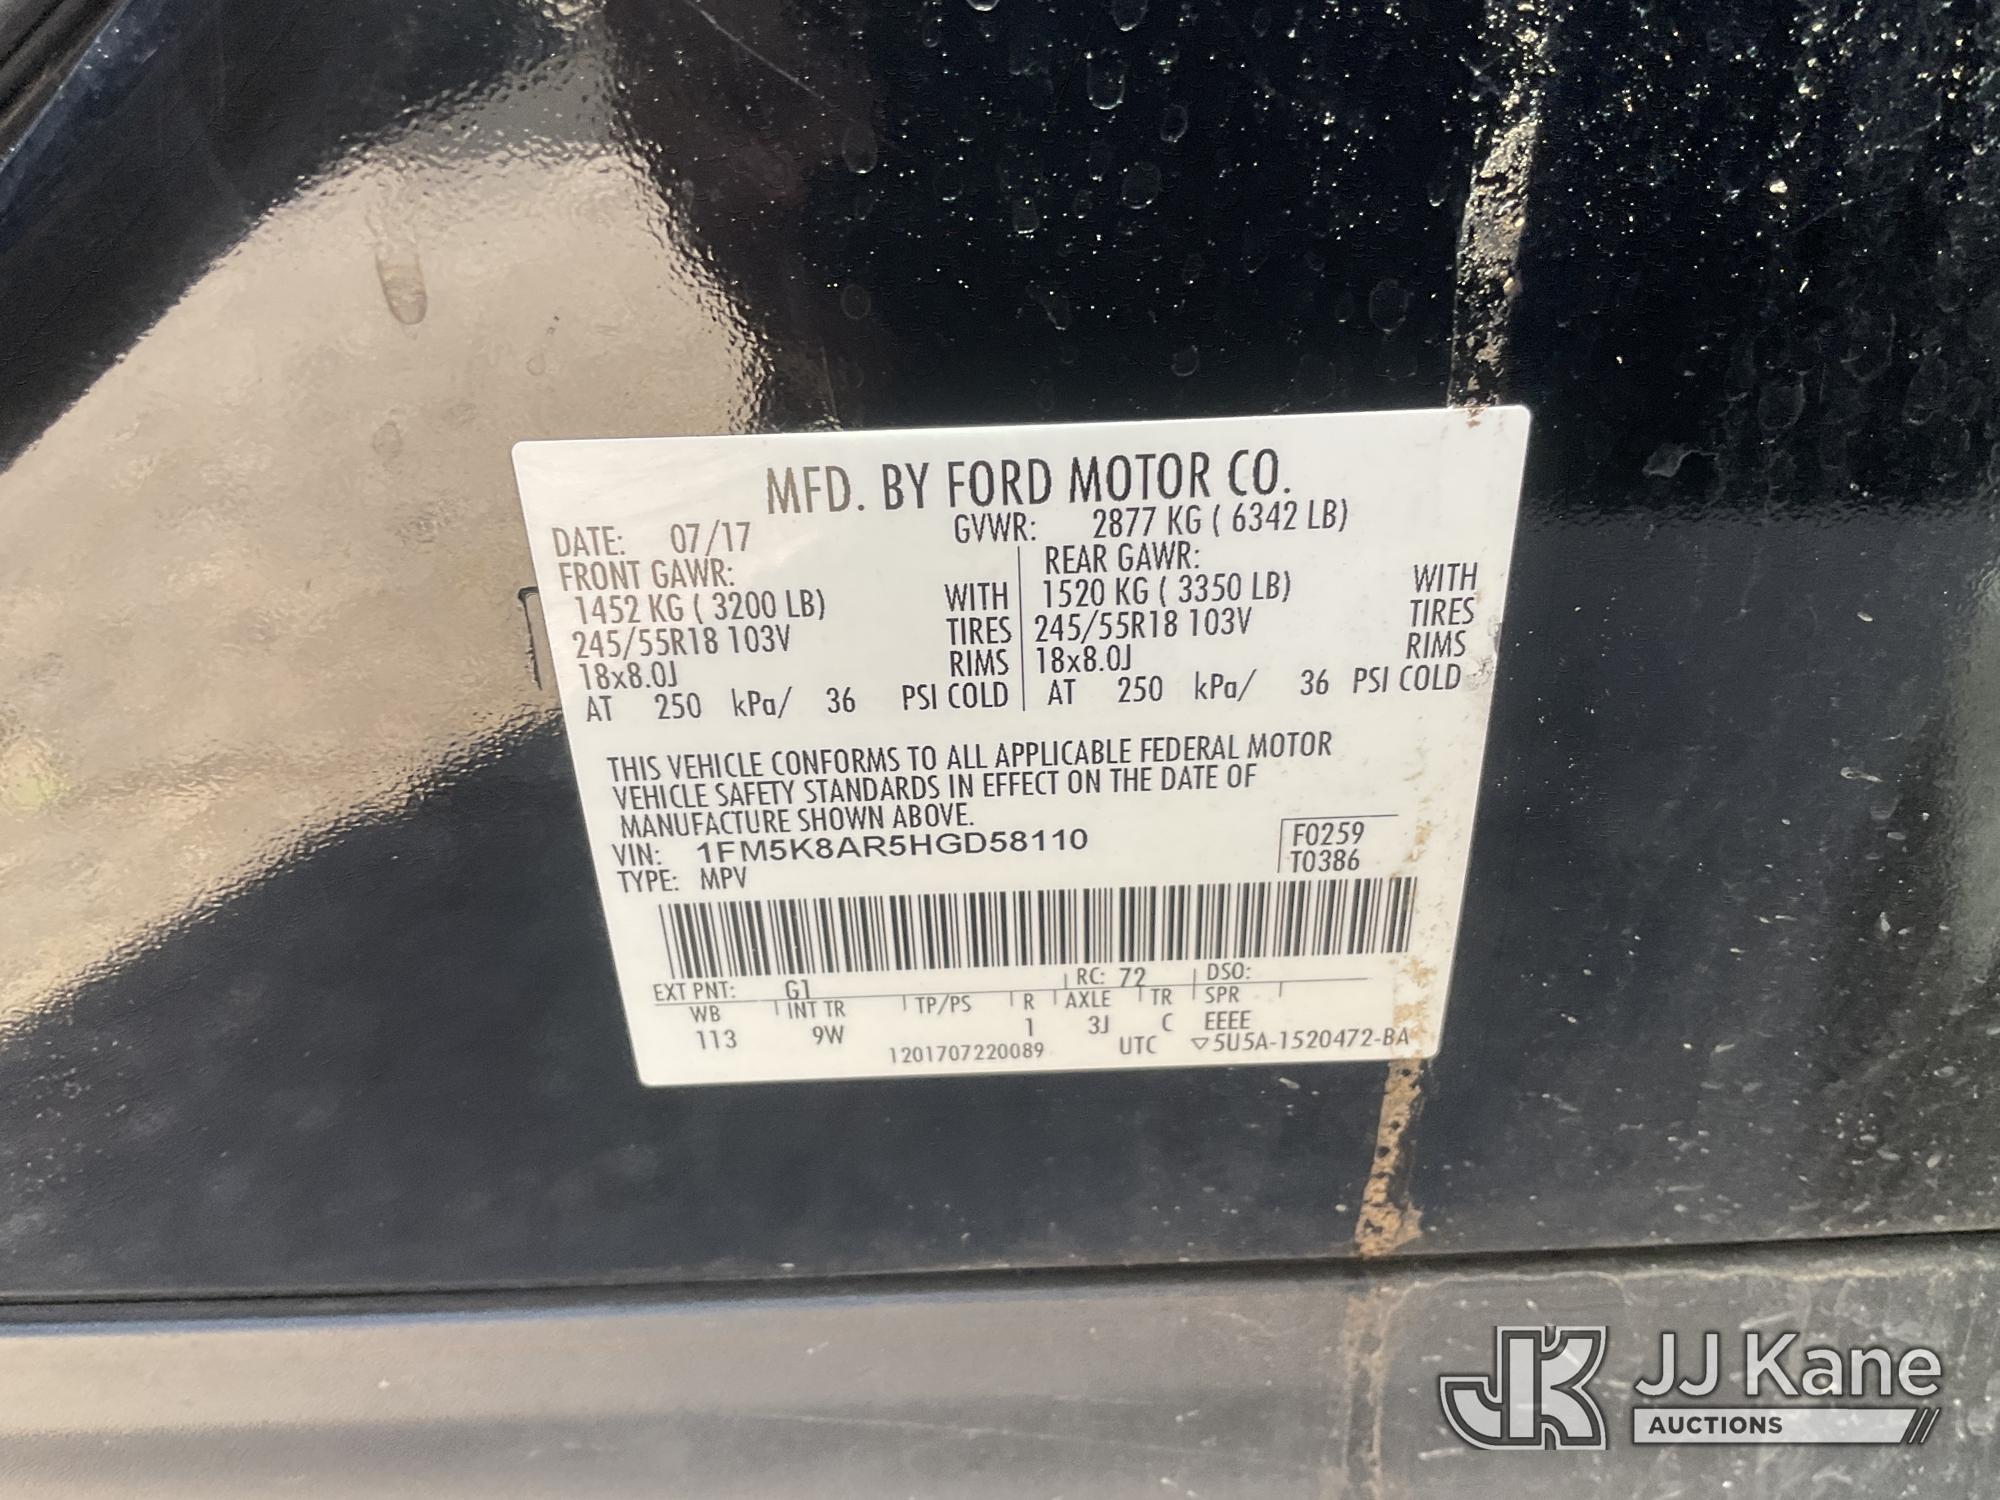 MFD. BY FORD MOTOR CO.
DATE: 07/17 GVWR: 2877 KG ( 6342 LB)
FRONT GAWR: REAR GAWR:
1452 KG ( 3200 LB) WITH 1520 KG ( 3350 LB) WITH
245/55R18 103V TIRES 245/55R18 103V TIRES
18x8.0J RIMS 18x8.0J RIMS
AT 250 kPa/ 36 PSI COLD AT 250 kPa/ 36 PSI COLD
THIS VEHICLE CONFORMS TO ALL APPLICABLE FEDERAL MOTOR
VEHICLE SAFETY STANDARDS IN EFFECT ON THE DATE OF
MANUFACTURE SHOWN ABOVE.
VIN: 1FM5K8AR5HGD58110 F0259
TYPE: MPV T0386
EXT PNT: G1 RC: 72 DSO:
WB INT TR TP/PS R AXLE TR SPR
113 9W 1 3J C EEEE
1201707220089 UTC ▽5U5A-1520472-BA
JK JJ Kane
AUCTIONS